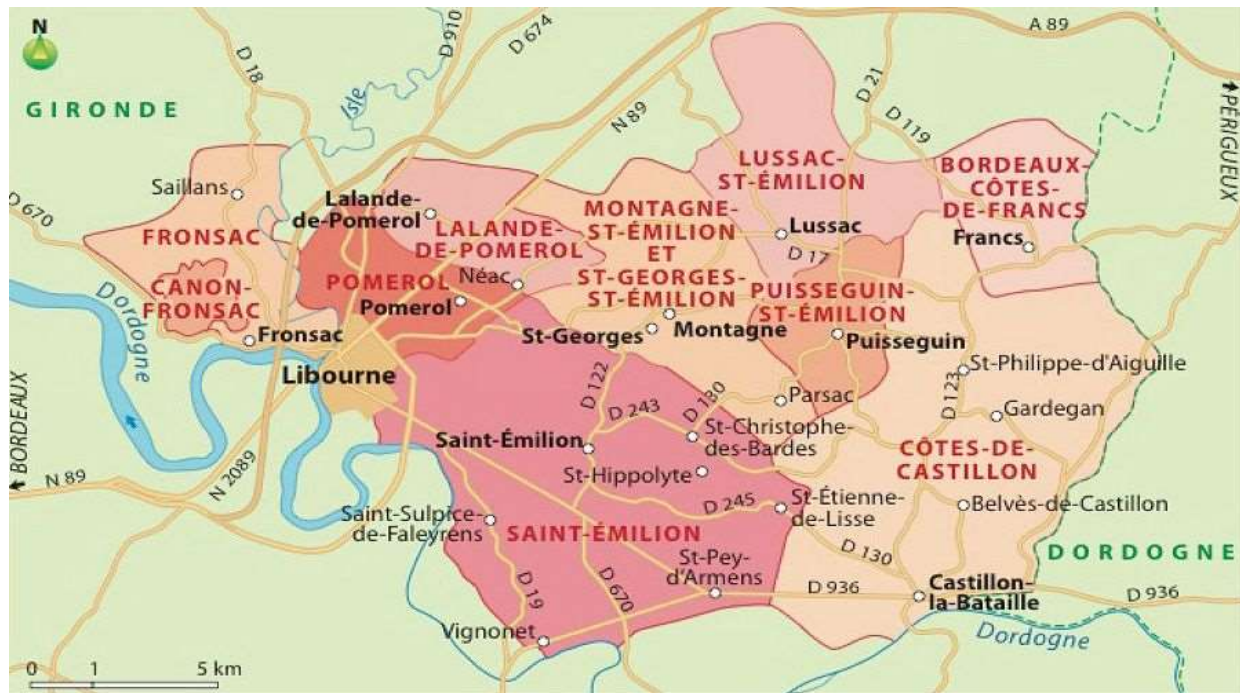 N
GIRONDE
D 18
D 910
D 674
Isle
N 89
A 89
D 21
D 119
PÉRIGUEUX
D 670
Saillans
FRONSAC
CANON-
FRONSAC
Fronsac
Dordogne
Lalande-
de-Pomerol
LALANDE-
DE-POMEROL
Néac
POMEROL
Pomerol
Libourne
MONTAGNE-
ST-ÉMILION
ET
ST-GEORGES-
ST-ÉMILION
St-Georges
Montagne
LUSSAC-
ST-ÉMILION
Lussac
D 17
PUISSEGUIN-
ST-ÉMILION
Puisseguin
BORDEAUX-
CÔTES-
DE-FRANCS
Francs
St-Philippe-d'Aiguille
D 123
Gardegan
Parsac
D 122
D 243
D 130
St-Christophe-
des-Bardes
Saint-Émilion
St-Hippolyte
CÔTES-DE-
CASTILLON
Belvès-de-Castillon
BORDEAUX
N 89
N 2089
Saint-Sulpice-
de-Faleyrens
SAINT-ÉMILION
D 245
St-Étienne-
de-Lisse
D 130
DORDOGNE
St-Pey-
d'Armens
D 19
D 670
D 936
Castillon-
la-Bataille
D 936
Vignonet
Dordogne
0 1 5 km